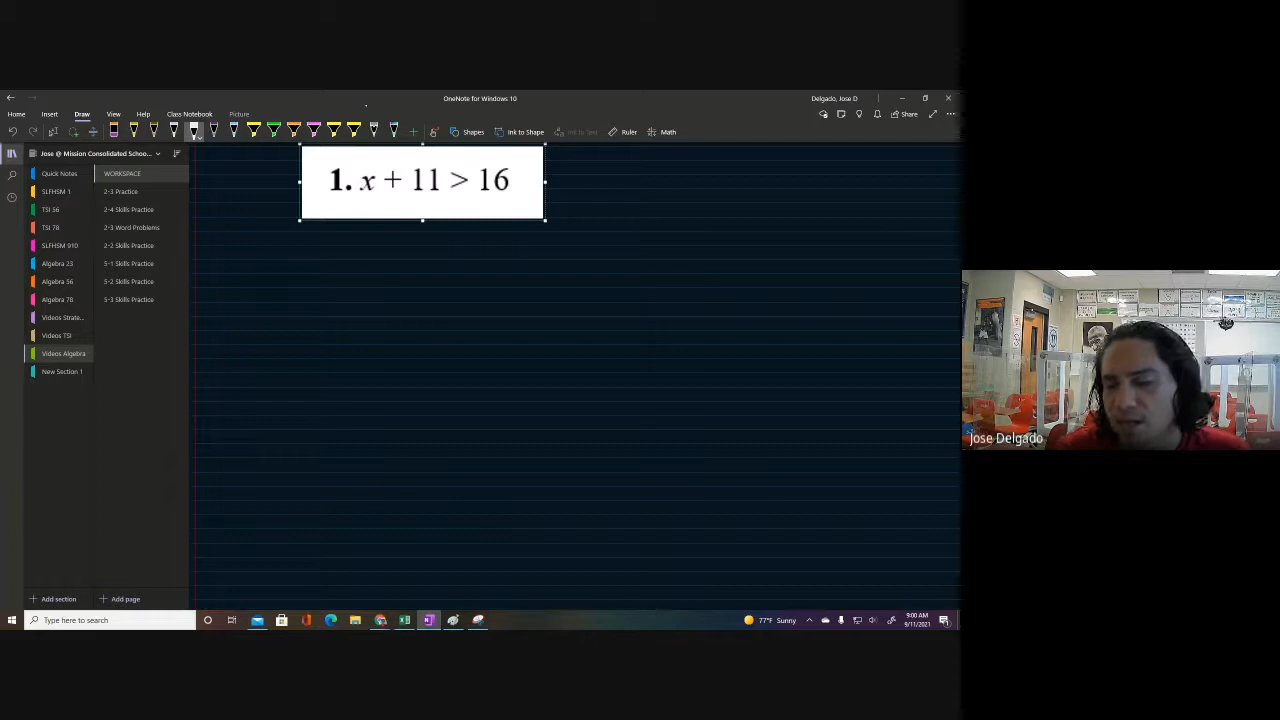 OneNote for Windows 10
Delgado, Jose D
Home Insert Draw View Help Class Notebook Picture
Share
Shapes Ink to Shape Ink to Text Ruler Math
Jose @ Mission Consolidated Schoo...
Quick Notes
SLFHSM 1
TSI 56
TSI 78
SLFHSM 910
Algebra 23
Algebra 56
Algebra 78
Videos Strate...
Videos TSI
Videos Algebra
New Section 1
WORKSPACE
2-3 Practice
2-4 Skills Practice
2-3 Word Problems
2-2 Skills Practice
5-1 Skills Practice
5-2 Skills Practice
5-3 Skills Practice
1. x + 11 > 16
Jose Delgado
Add section
Add page
Type here to search
77°F Sunny
9:00 AM
9/11/2021